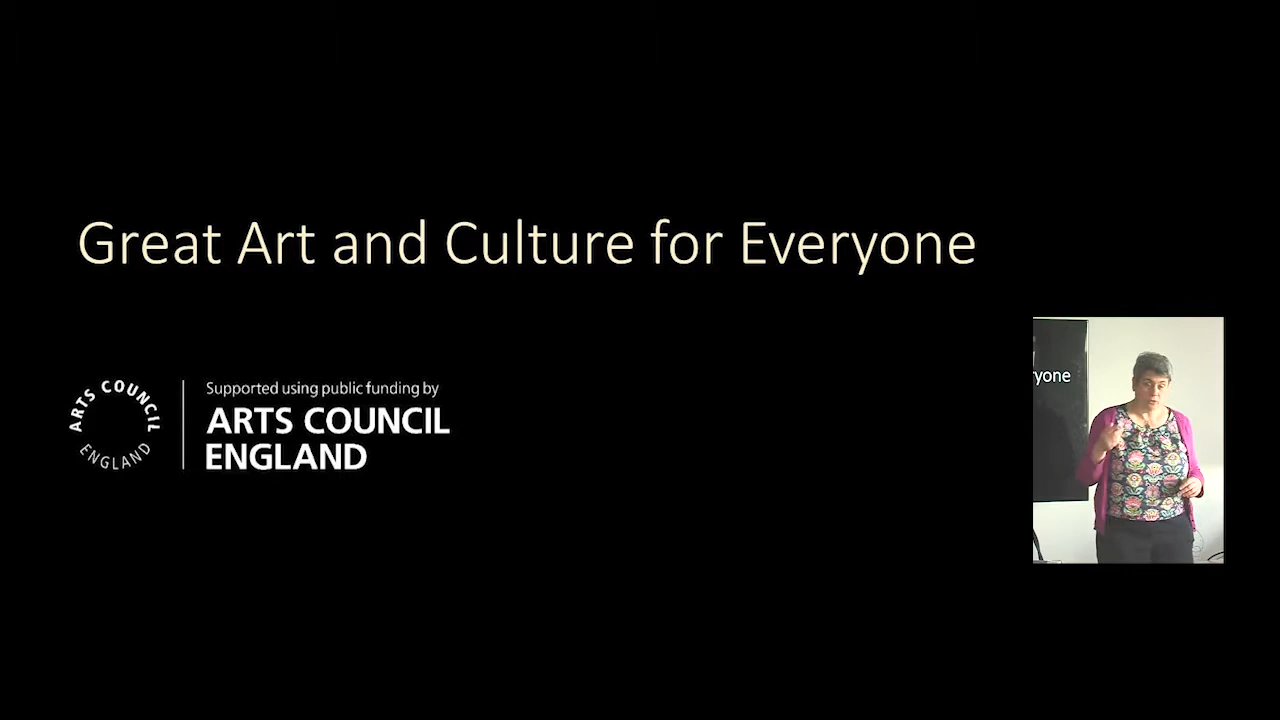 Great Art and Culture for Everyone
ARTS COUNCIL
ENGLAND
Supported using public funding by
ARTS COUNCIL
ENGLAND
ryone